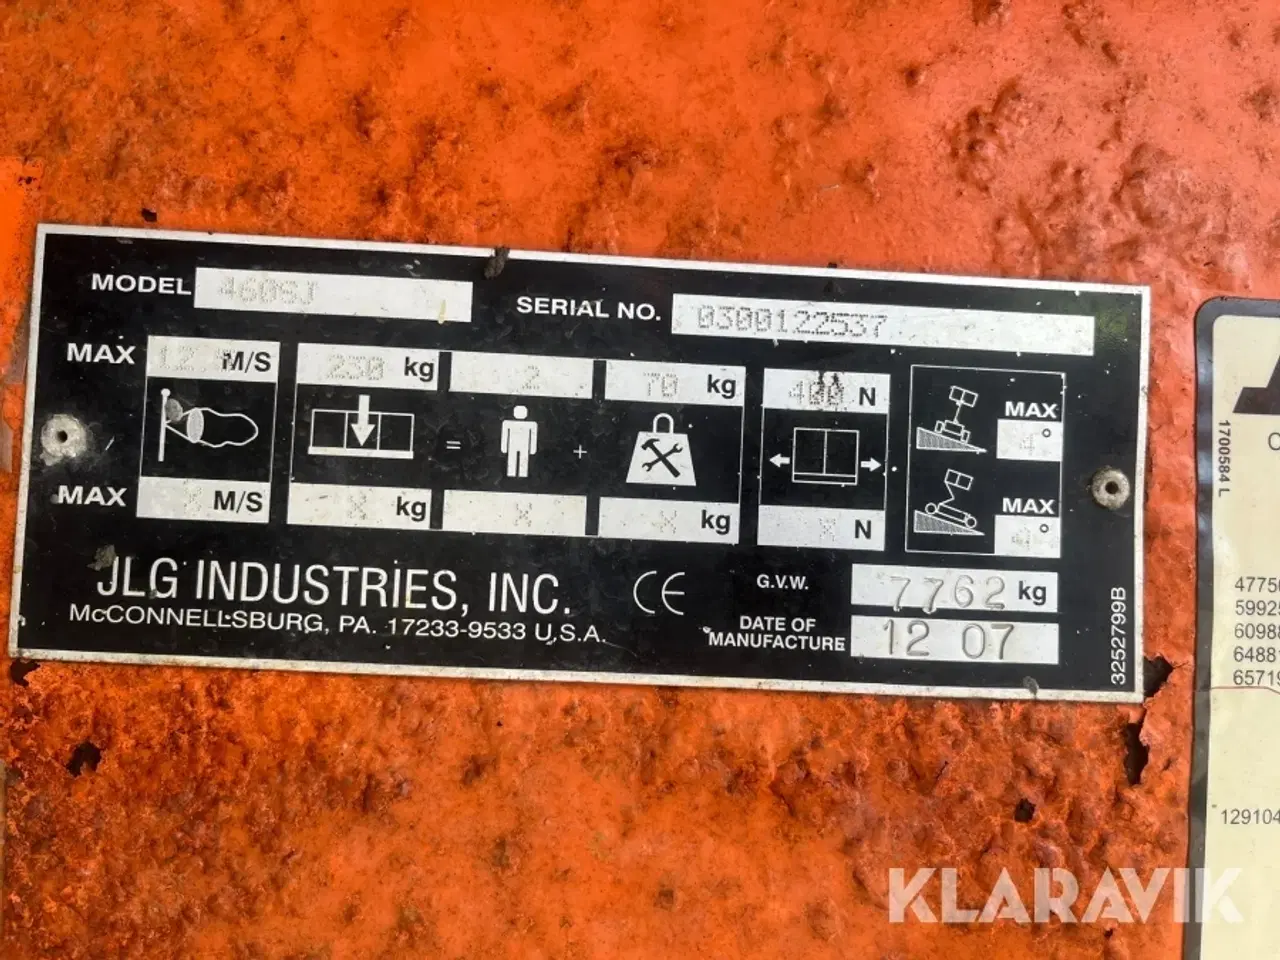 MODEL 460SJ SERIAL NO. 0300122537
MAX M/S 230 kg 2 70 kg 400 N MAX 4°
MAX X M/S X kg = X + X kg X N MAX 4°
JLG INDUSTRIES, INC. CE G.V.W. 7762 kg
McCONNELLSBURG, PA. 17233-9533 U.S.A. DATE OF MANUFACTURE 12 07
3252799B
1700584 L
KLARAVIK